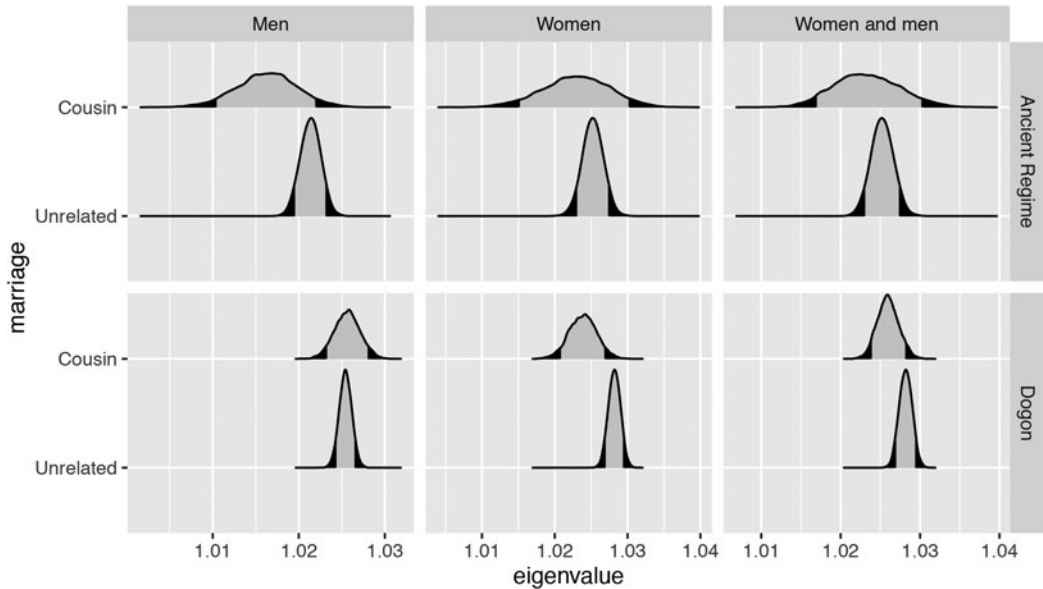 Men
Women
Women and men
Cousin
Unrelated
Ancient Regime
marriage
Cousin
Unrelated
Dogon
1.01 1.02 1.03
1.01 1.02 1.03 1.04
1.01 1.02 1.03 1.04
eigenvalue